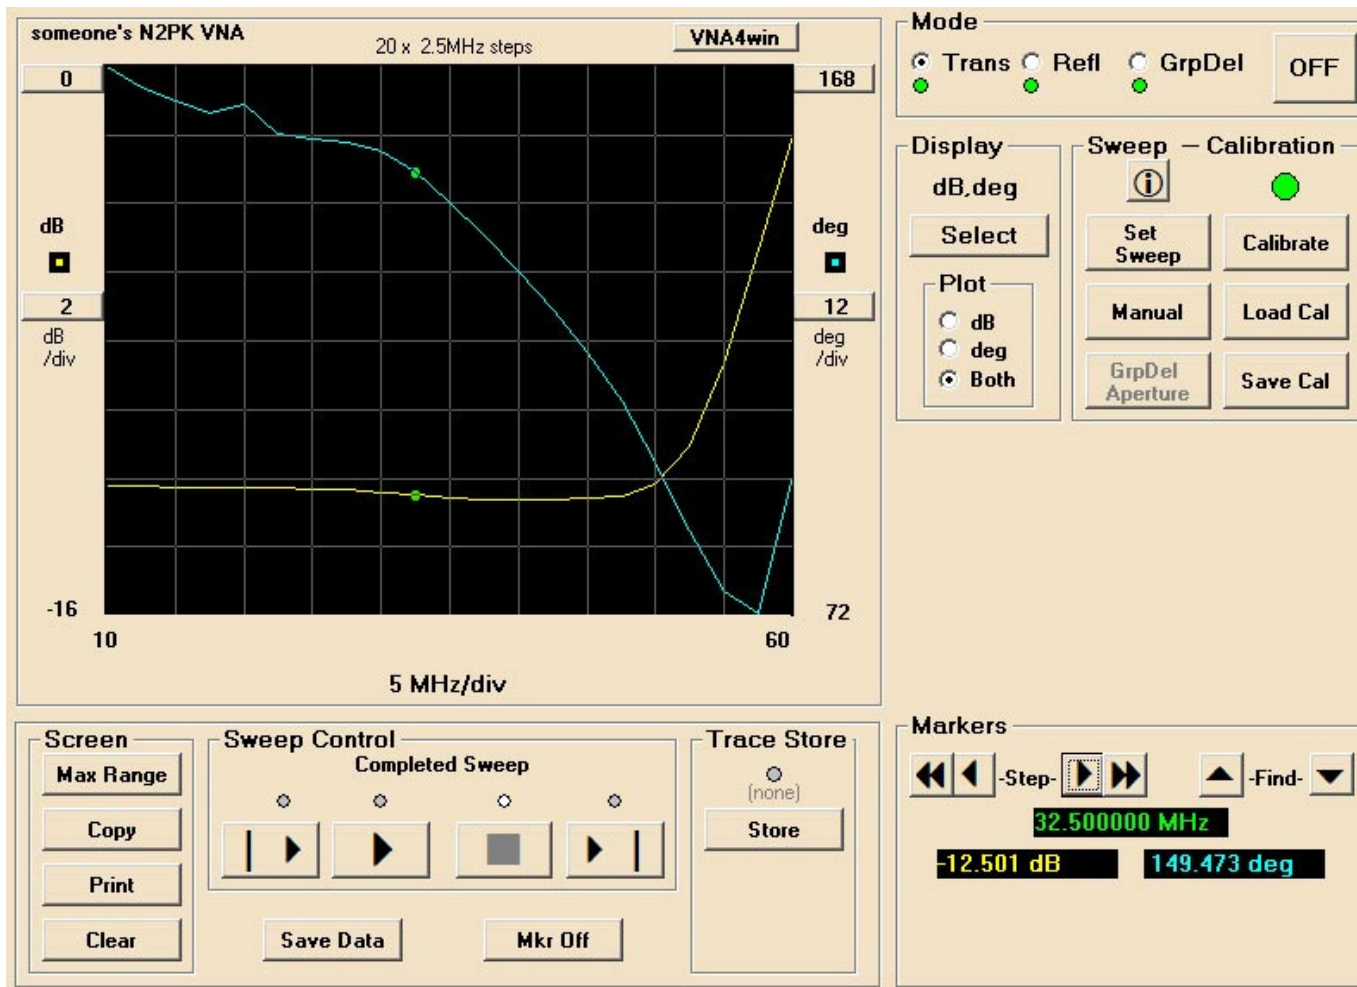 someone's N2PK VNA
20 x 2.5MHz steps
VNA4win
0
168
dB
deg
2
12
dB
/div
deg
/div
-16
72
10
60
5 MHz/div
Mode
Trans
Refl
GrpDel
OFF
Display
dB,deg
Select
Plot
dB
deg
Both
Sweep – Calibration
Set
Sweep
Calibrate
Manual
Load Cal
GrpDel
Aperture
Save Cal
Screen
Max Range
Copy
Print
Clear
Sweep Control
Completed Sweep
Save Data
Mkr Off
Trace Store
(none)
Store
Markers
-Step-
-Find-
32.500000 MHz
-12.501 dB
149.473 deg